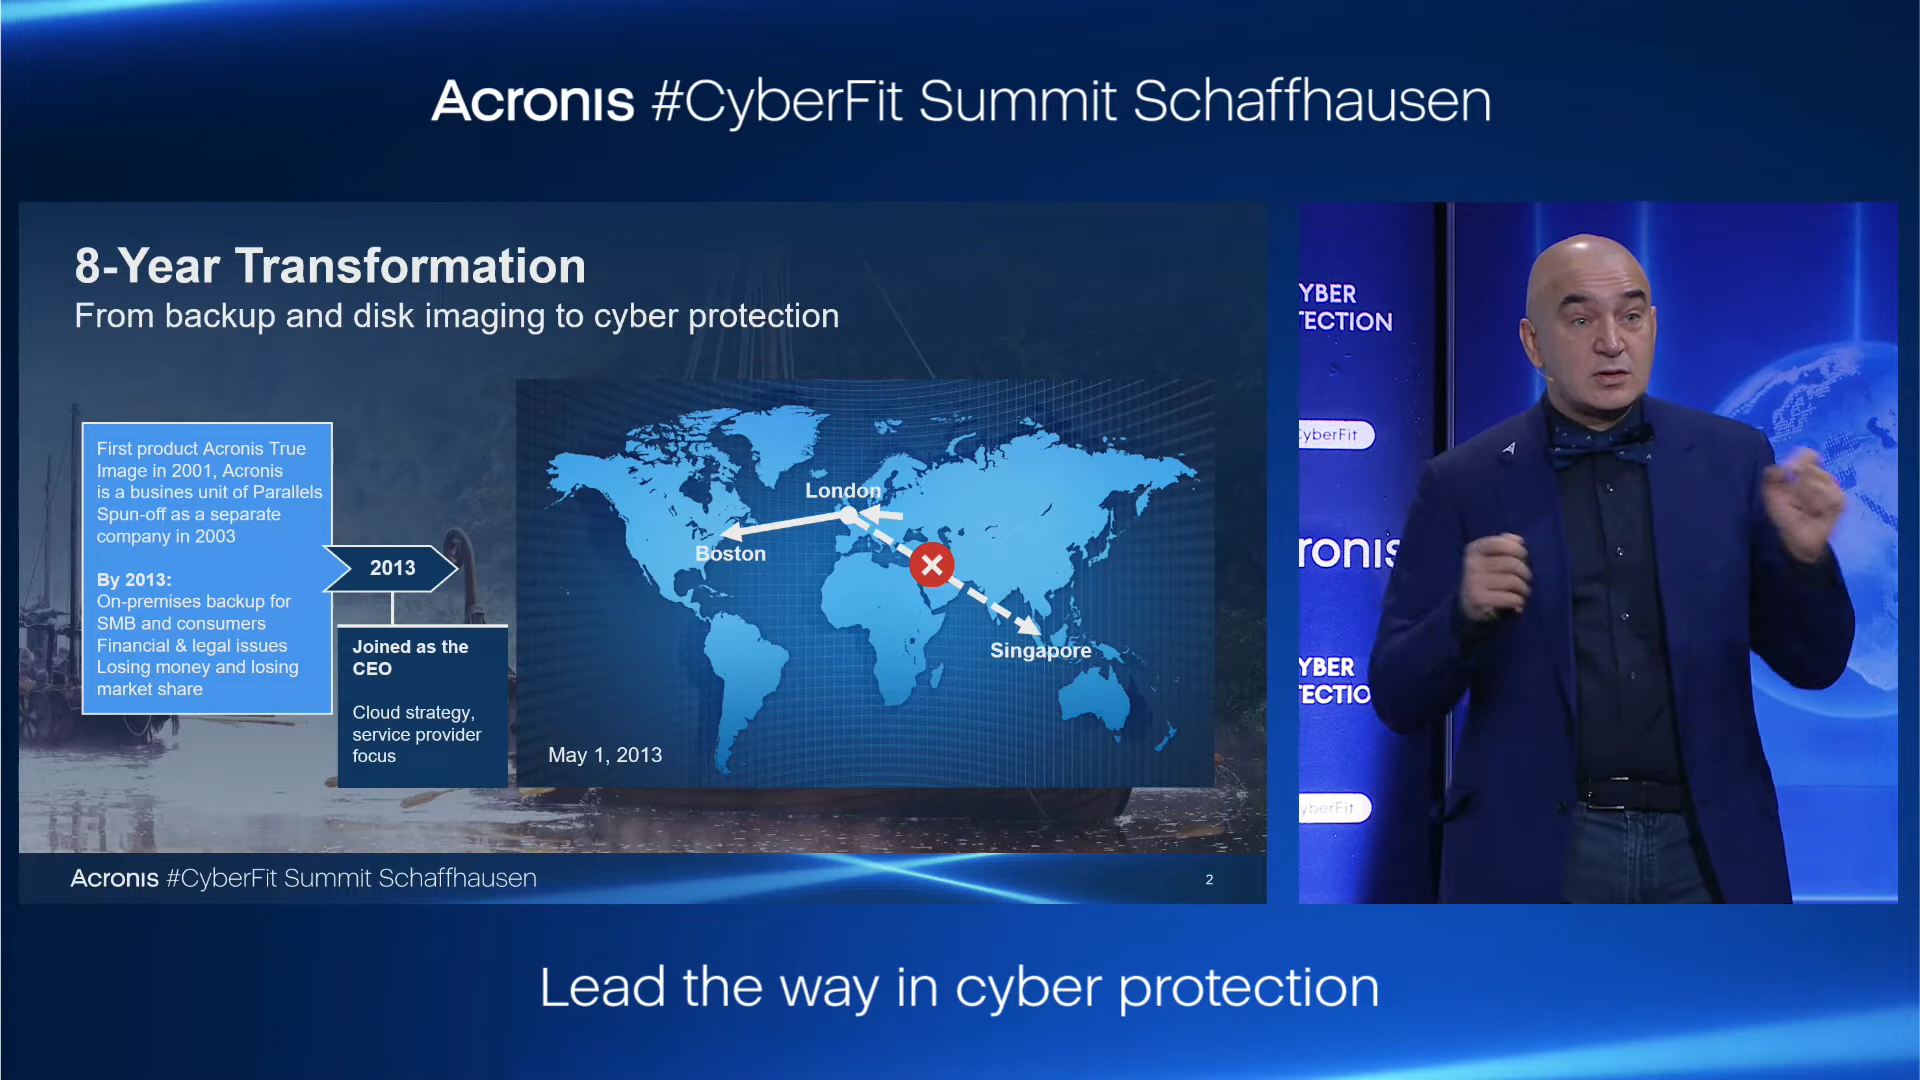 Acronis #CyberFit Summit Schaffhausen
8-Year Transformation
From backup and disk imaging to cyber protection
First product Acronis True
Image in 2001, Acronis
is a busines unit of Parallels
Spun-off as a separate
company in 2003
By 2013:
On-premises backup for
SMB and consumers
Financial & legal issues
Losing money and losing
market share
2013
Joined as the
CEO
Cloud strategy,
service provider
focus
London
Boston
Singapore
May 1, 2013
Acronis #CyberFit Summit Schaffhausen
2
YBER
TECTION
CyberFit
ronis
YBER
TECTIO
yberFit
Lead the way in cyber protection